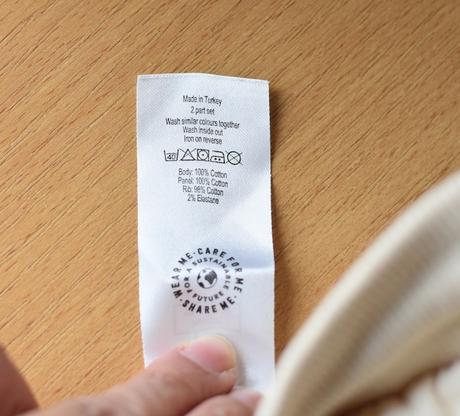 Made in Turkey
2 part set
Wash similar colours together
Wash inside out
Iron on reverse
40
Body: 100% Cotton
Panel: 100% Cotton
Rib: 98% Cotton
2% Elastane
WEAR ME · CARE FOR ME · SHARE ME ·
FOR A SUSTAINABLE FUTURE